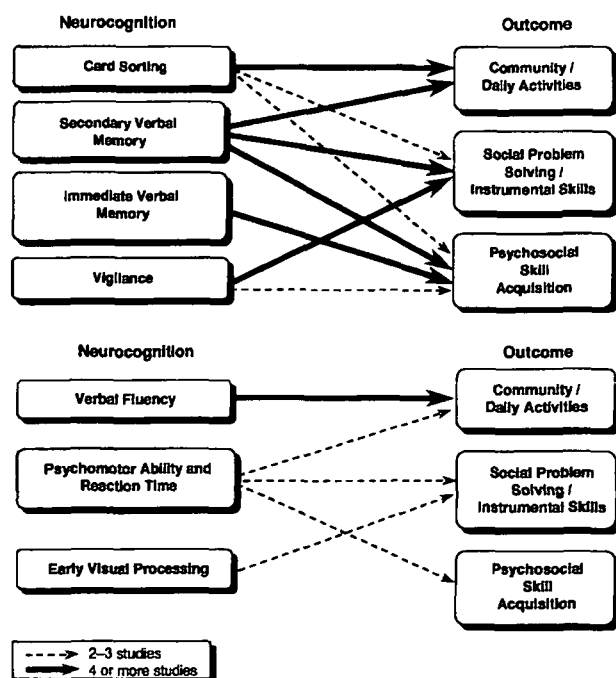 Neurocognition
Outcome
Card Sorting
Community /
Daily Activities
Secondary Verbal
Memory
Social Problem
Solving /
Instrumental Skills
Immediate Verbal
Memory
Psychosocial
Skill
Acquisition
Vigilance
Neurocognition
Outcome
Verbal Fluency
Community /
Daily Activities
Psychomotor Ability and
Reaction Time
Social Problem
Solving /
Instrumental Skills
Early Visual Processing
Psychosocial
Skill
Acquisition
2–3 studies
4 or more studies